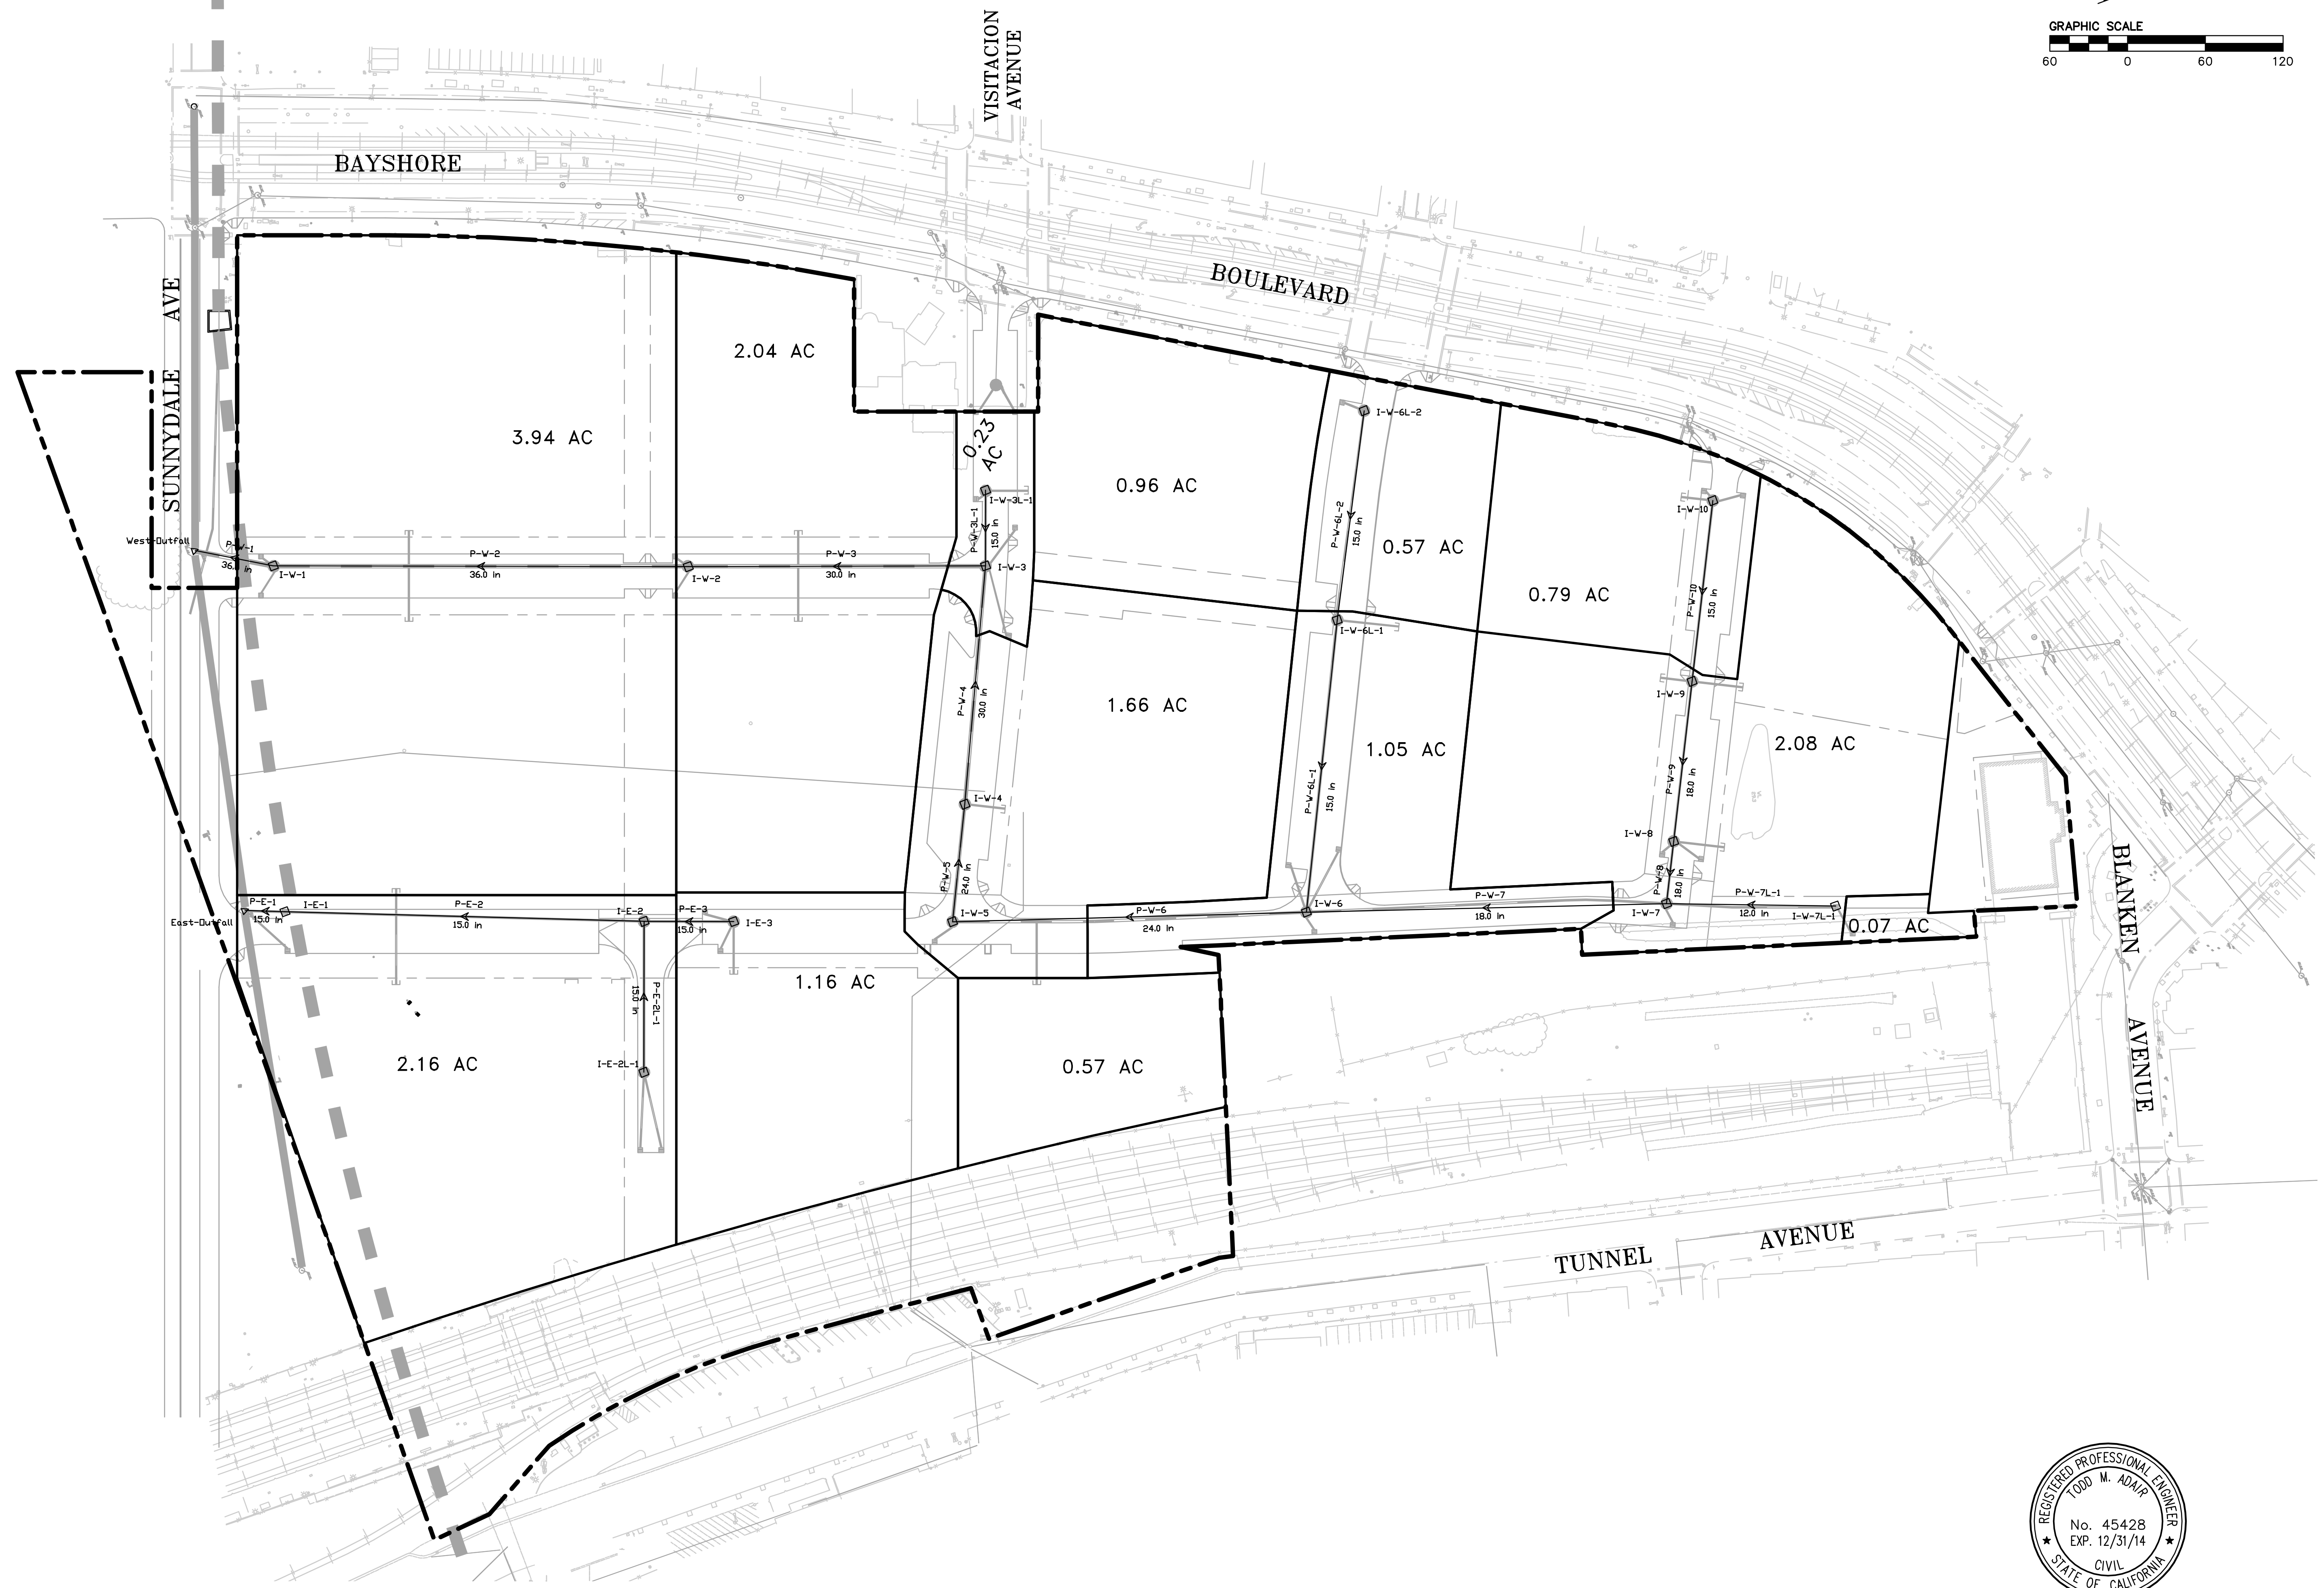 GRAPHIC SCALE
60 0 60 120
VISITACION
AVENUE
BAYSHORE
BOULEVARD
SUNNYDALE AVE
2.04 AC
3.94 AC
0.23
AC
0.96 AC
0.57 AC
0.79 AC
1.66 AC
1.05 AC
2.08 AC
0.07 AC
1.16 AC
2.16 AC
0.57 AC
I-W-6L-2
P-W-6L-2
15.0 in
I-W-6L-1
P-W-6L-1
15.0 in
I-W-3L-1
P-W-3L-1
15.0 in
I-W-10
P-W-10
15.0 in
I-W-9
P-W-9
18.0 in
I-W-8
P-W-8
18.0 in
West-Outfall
P-W-1
36.0 in
I-W-1
P-W-2
36.0 in
I-W-2
P-W-3
30.0 in
I-W-3
P-W-4
30.0 in
I-W-4
P-W-5
24.0 in
I-W-5
P-W-6
24.0 in
I-W-6
P-W-7
18.0 in
I-W-7
P-W-7L-1
12.0 in
I-W-7L-1
East-Outfall
P-E-1
15.0 in
I-E-1
P-E-2
15.0 in
I-E-2
P-E-3
15.0 in
I-E-3
P-E-2L-1
15.0 in
I-E-2L-1
BLANKEN
AVENUE
TUNNEL AVENUE
REGISTERED PROFESSIONAL ENGINEER
TODD M. ADAIR
No. 45428
EXP. 12/31/14
CIVIL
STATE OF CALIFORNIA